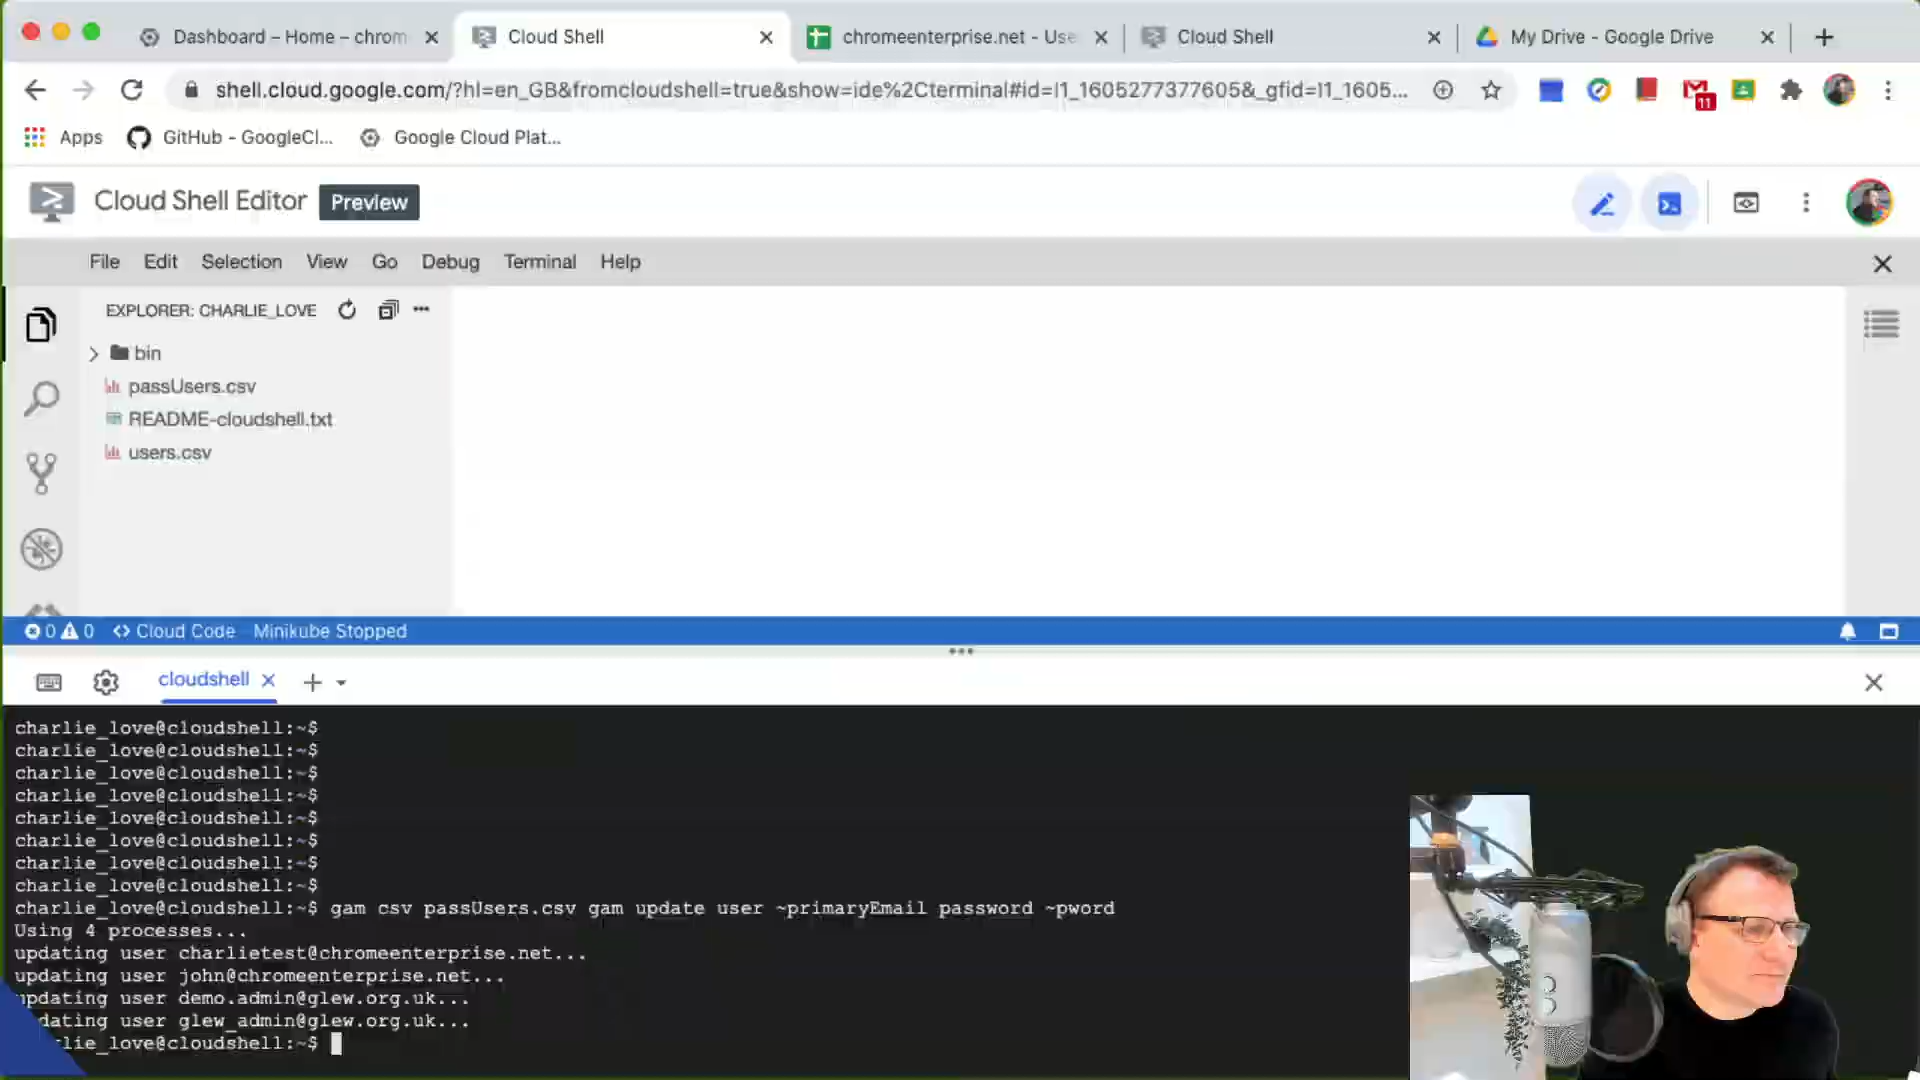 Dashboard – Home – chrom
Cloud Shell
chromeenterprise.net - Use
Cloud Shell
My Drive - Google Drive
shell.cloud.google.com/?hl=en_GB&fromcloudshell=true&show=ide%2Cterminal#id=I1_1605277377605&_gfid=I1_1605...
11
Apps
GitHub - GoogleCl...
Google Cloud Plat...
Cloud Shell Editor
Preview
File Edit Selection View Go Debug Terminal Help
EXPLORER: CHARLIE_LOVE
bin
passUsers.csv
README-cloudshell.txt
users.csv
0 0 Cloud Code Minikube Stopped
cloudshell
charlie_love@cloudshell:~$
charlie_love@cloudshell:~$
charlie_love@cloudshell:~$
charlie_love@cloudshell:~$
charlie_love@cloudshell:~$
charlie_love@cloudshell:~$
charlie_love@cloudshell:~$
charlie_love@cloudshell:~$
charlie_love@cloudshell:~$ gam csv passUsers.csv gam update user ~primaryEmail password ~pword
Using 4 processes...
updating user charlietest@chromeenterprise.net...
updating user john@chromeenterprise.net...
updating user demo.admin@glew.org.uk...
dating user glew_admin@glew.org.uk...
lie_love@cloudshell:~$